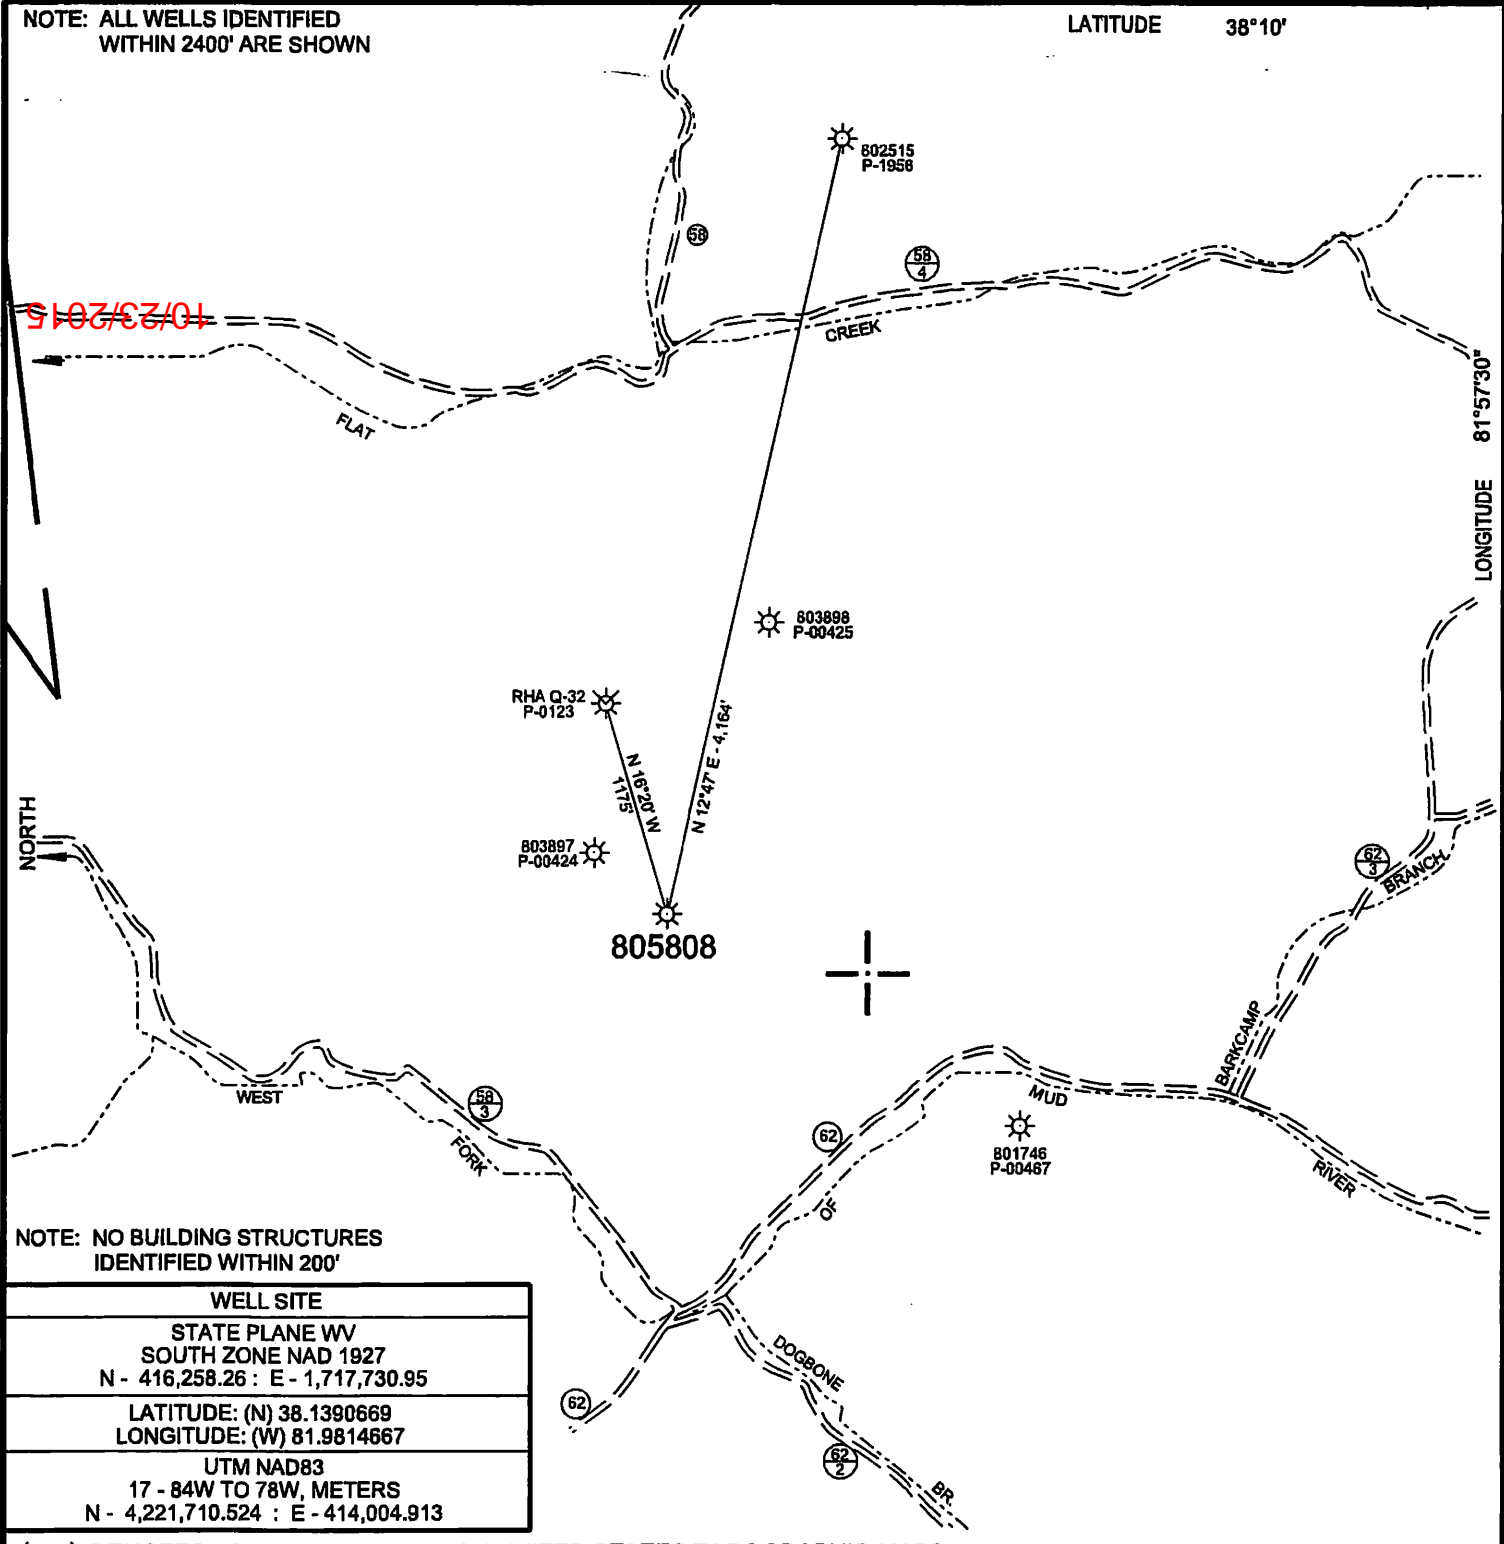 NOTE: ALL WELLS IDENTIFIED
WITHIN 2400' ARE SHOWN
LATITUDE 38°10'
802515
P-1956
58
58
4
10/23/2015
CREEK
FLAT
81°57'30"
LONGITUDE
803898
P-00425
RHA Q-32
P-0123
N 16°20' W
1175'
N 12°47' E - 4,164'
803897
P-00424
NORTH
805808
62
3
BRANCH
BARKCAMP
WEST
58
3
FORK
62
OF
MUD
801746
P-00467
RIVER
NOTE: NO BUILDING STRUCTURES
IDENTIFIED WITHIN 200'
WELL SITE
STATE PLANE WV
SOUTH ZONE NAD 1927
N - 416,258.26 : E - 1,717,730.95
LATITUDE: (N) 38.1390669
LONGITUDE: (W) 81.9814667
UTM NAD83
17 - 84W TO 78W, METERS
N - 4,221,710.524 : E - 414,004.913
DOGBONE
62
62
2
BR.